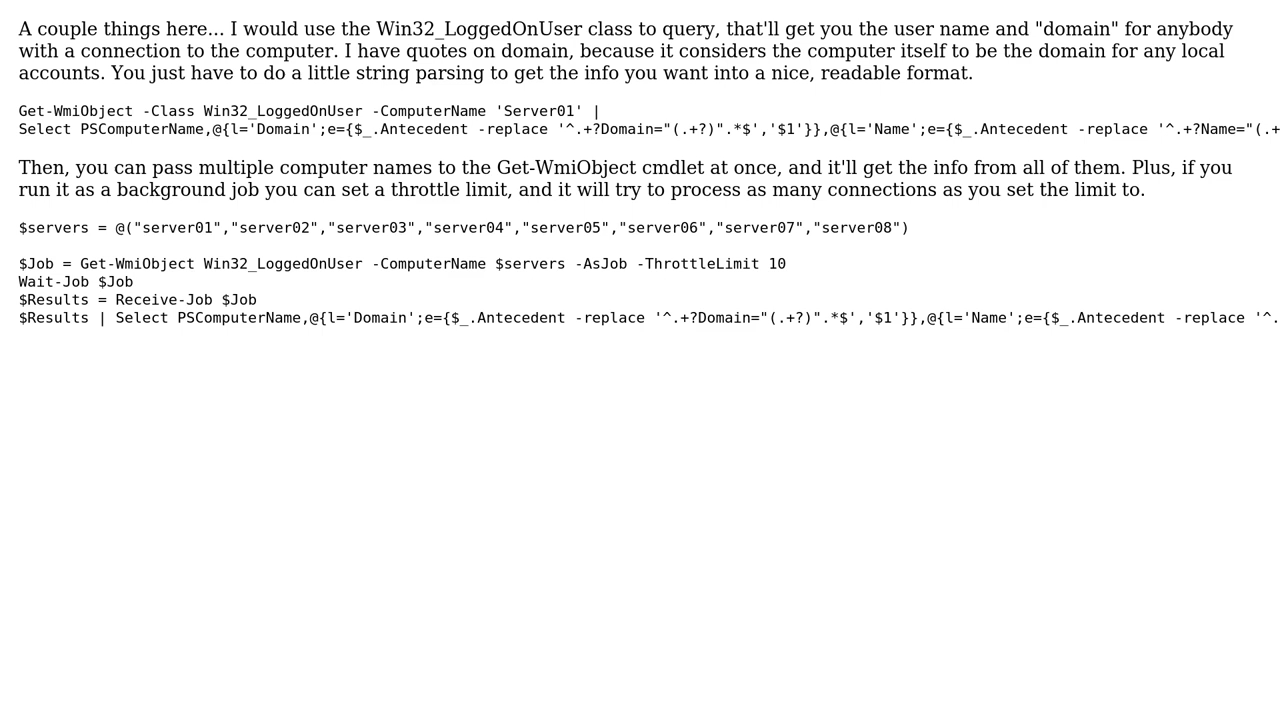 A couple things here... I would use the Win32_LoggedOnUser class to query, that'll get you the user name and "domain" for anybody
with a connection to the computer. I have quotes on domain, because it considers the computer itself to be the domain for any local
accounts. You just have to do a little string parsing to get the info you want into a nice, readable format.
Get-WmiObject -Class Win32_LoggedOnUser -ComputerName 'Server01' |
Select PSComputerName,@{l='Domain';e={$_.Antecedent -replace '^.+?Domain="(.+?)".*$','$1'}},@{l='Name';e={$_.Antecedent -replace '^.+?Name="(.+
Then, you can pass multiple computer names to the Get-WmiObject cmdlet at once, and it'll get the info from all of them. Plus, if you
run it as a background job you can set a throttle limit, and it will try to process as many connections as you set the limit to.
$servers = @("server01","server02","server03","server04","server05","server06","server07","server08")
$Job = Get-WmiObject Win32_LoggedOnUser -ComputerName $servers -AsJob -ThrottleLimit 10
Wait-Job $Job
$Results = Receive-Job $Job
$Results | Select PSComputerName,@{l='Domain';e={$_.Antecedent -replace '^.+?Domain="(.+?)".*$','$1'}},@{l='Name';e={$_.Antecedent -replace '^.